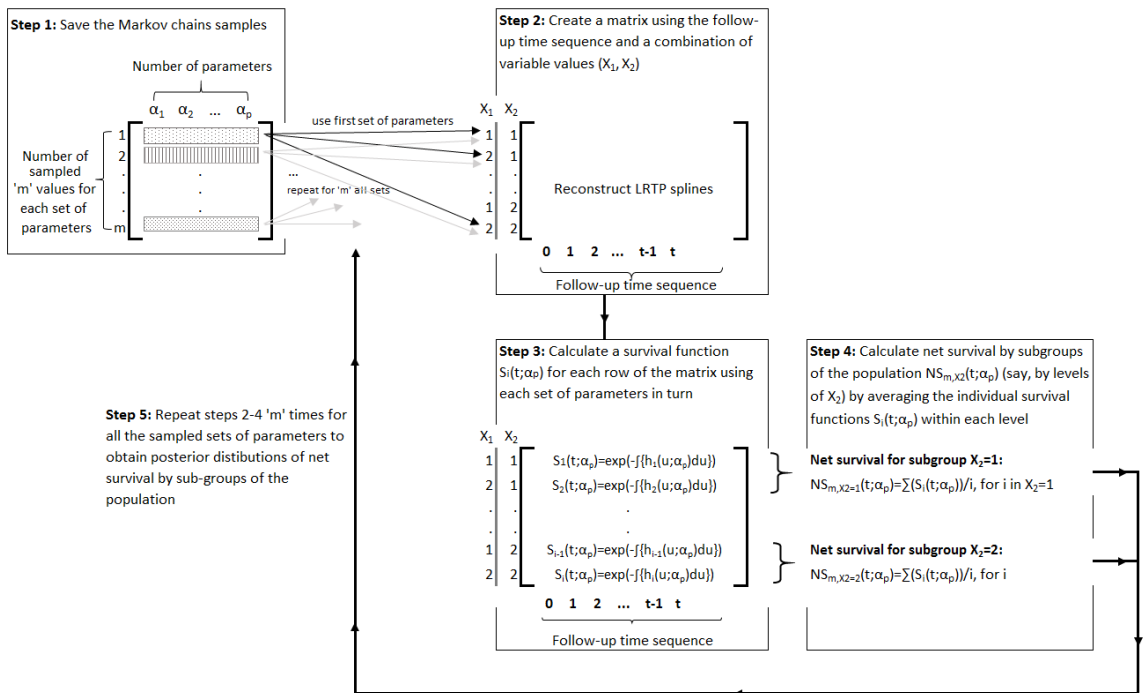 Step 1: Save the Markov chains samples
Number of parameters
α1 α2 ... αp
1
2
.
.
.
m
Number of
sampled
'm' values for
each set of
parameters
use first set of parameters
...
repeat for 'm' all sets
Step 2: Create a matrix using the follow-
up time sequence and a combination of
variable values (X1, X2)
X1 X2
1 1
2 1
. .
. .
1 2
2 2
Reconstruct LRTP splines
0 1 2 ... t-1 t
Follow-up time sequence
Step 3: Calculate a survival function
Si(t;αp) for each row of the matrix using
each set of parameters in turn
X1 X2
1 1 S1(t;αp)=exp(-∫{h1(u;αp)du})
2 1 S2(t;αp)=exp(-∫{h2(u;αp)du})
. . .
. . .
1 2 Si-1(t;αp)=exp(-∫{hi-1(u;αp)du})
2 2 Si(t;αp)=exp(-∫{hi(u;αp)du})
0 1 2 ... t-1 t
Follow-up time sequence
Step 4: Calculate net survival by subgroups
of the population NSm,X2(t;αp) (say, by levels
of X2) by averaging the individual survival
functions Si(t;αp) within each level
Net survival for subgroup X2=1:
NSm,X2=1(t;αp)=∑(Si(t;αp))/i, for i in X2=1
Net survival for subgroup X2=2:
NSm,X2=2(t;αp)=∑(Si(t;αp))/i, for i
Step 5: Repeat steps 2-4 'm' times for
all the sampled sets of parameters to
obtain posterior distibutions of net
survival by sub-groups of the
population